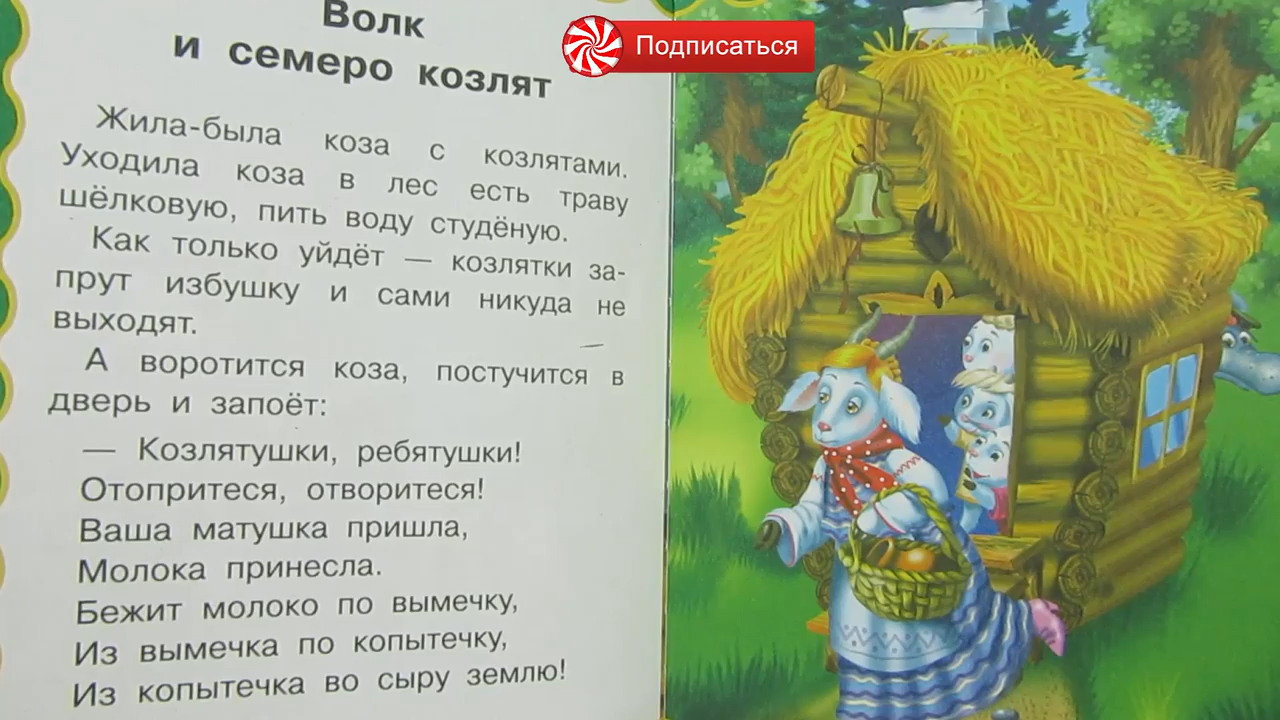 Волк
и семеро козлят
Подписаться
Жила-была коза с козлятами.
Уходила коза в лес есть траву
шёлковую, пить воду студёную.
Как только уйдёт — козлятки за-
прут избушку и сами никуда не
выходят.
А воротится коза, постучится в
дверь и запоёт:
— Козлятушки, ребятушки!
Отопритеся, отворитеся!
Ваша матушка пришла,
Молока принесла.
Бежит молоко по вымечку,
Из вымечка по копытечку,
Из копытечка во сыру землю!